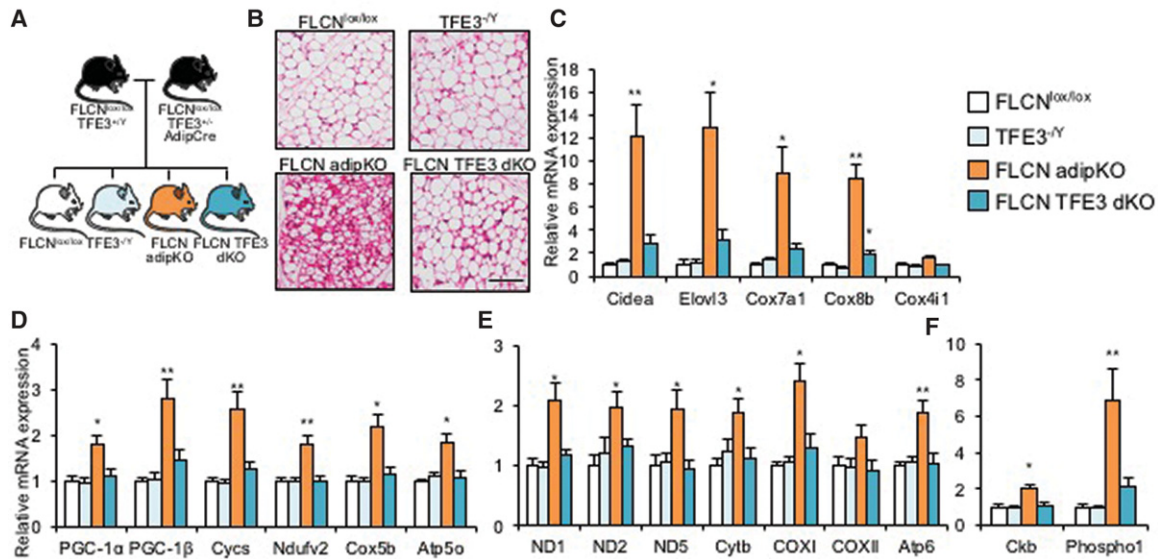 A
FLCNlox/lox
TFE3+/Y
FLCNlox/lox
TFE3+/-
AdipCre
FLCNlox/lox
TFE3-/Y
FLCN
adipKO
FLCN TFE3
dKO
B
FLCNlox/lox
TFE3-/Y
FLCN adipKO
FLCN TFE3 dKO
C
Relative mRNA expression
18
16
14
12
10
8
6
4
2
0
**
*
*
**
*
Cidea
Elovl3
Cox7a1
Cox8b
Cox4i1
FLCNlox/lox
TFE3-/Y
FLCN adipKO
FLCN TFE3 dKO
D
Relative mRNA expression
4
3
2
1
0
*
**
**
**
*
*
PGC-1α
PGC-1β
Cycs
Ndufv2
Cox5b
Atp5o
E
3
2
1
0
*
*
*
*
*
**
ND1
ND2
ND5
Cytb
COXI
COXII
Atp6
F
10
8
6
4
2
0
*
**
Ckb
Phospho1